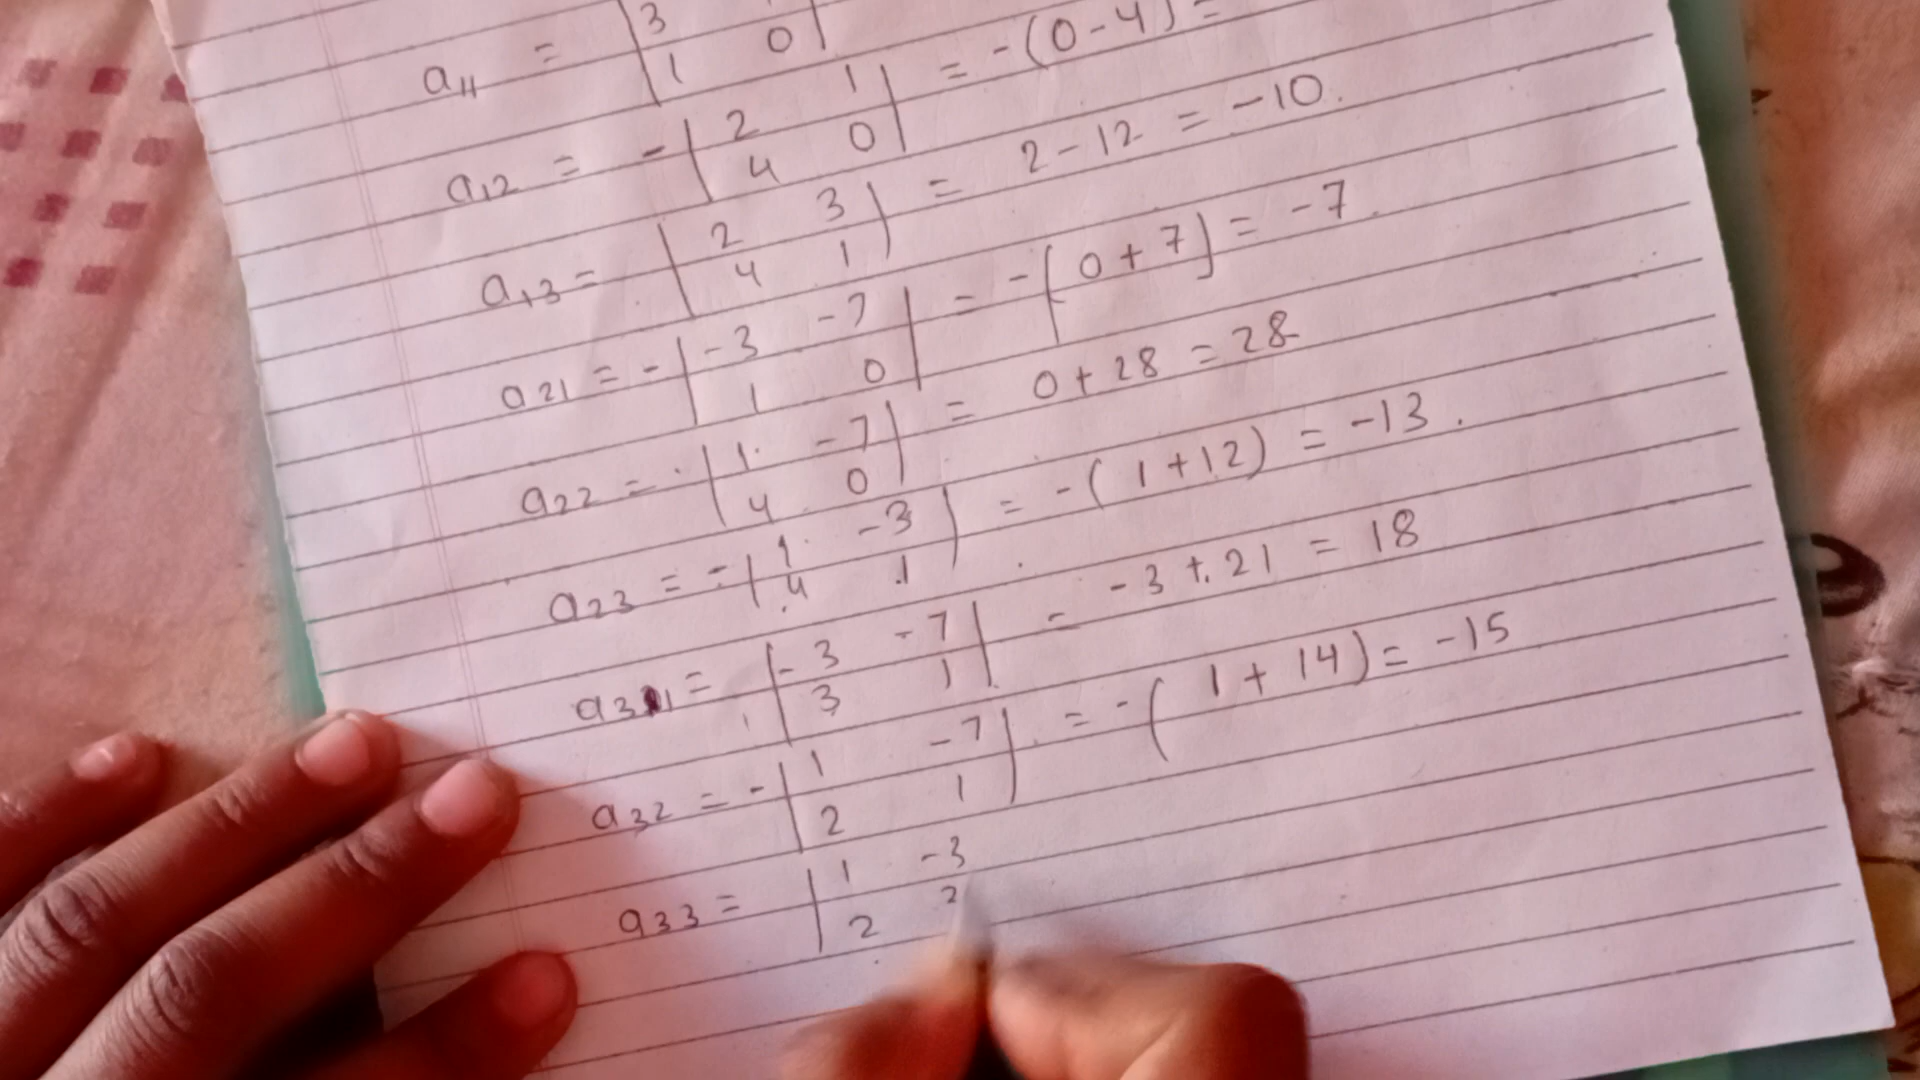 a11 = | 3
1 0 |
a12 = - | 2 1 | = -(0-4) =
4 0
a13 = | 2 3 | = 2 - 12 = -10.
4 1
a21 = - | -3 -7 | = -(0+7) = -7.
1 0
a22 = | 1 -7 | = 0 + 28 = 28
4 0
a23 = - | 1 -3 | = -(1+12) = -13.
4 1
a31 = | -3 -7 | = -3 + 21 = 18
3 1
a32 = - | 1 -7 | = -(1+14) = -15
2 1
a33 = | 1 -3
2